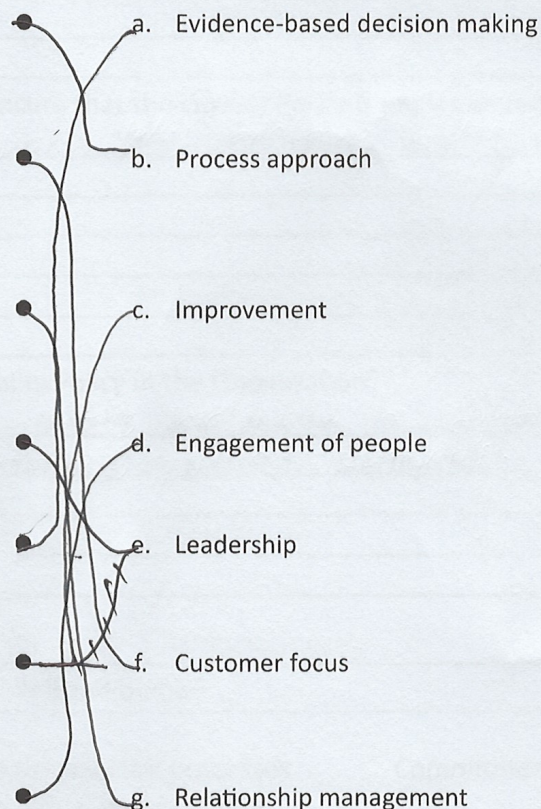 a. Evidence-based decision making
b. Process approach
c. Improvement
d. Engagement of people
e. Leadership
f. Customer focus
g. Relationship management